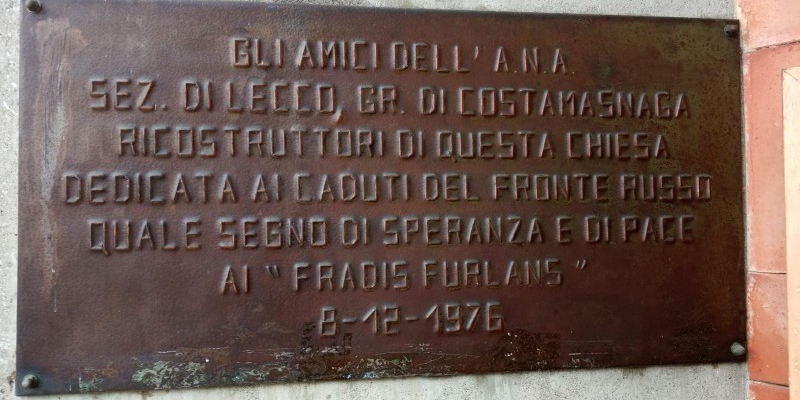 GLI AMICI DELL' A.N.A.
SEZ. DI LECCO, GR. DI COSTAMASNAGA
RICOSTRUTTORI DI QUESTA CHIESA
DEDICATA AI CADUTI DEL FRONTE RUSSO
QUALE SEGNO DI SPERANZA E DI PACE
AI " FRADIS FURLANS "
8-12-1976